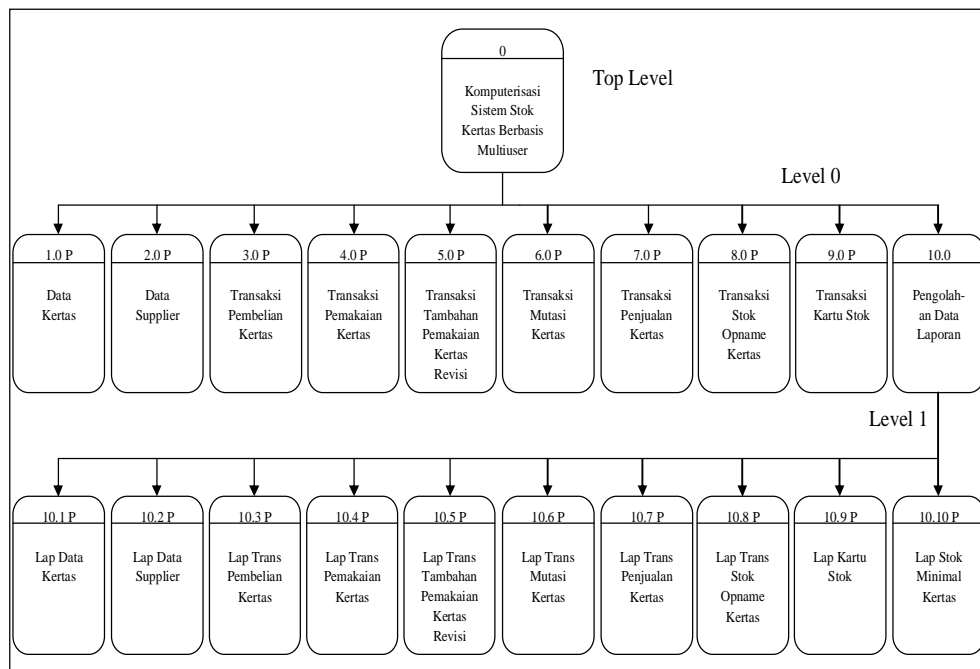 0
Komputerisasi
Sistem Stok
Kertas Berbasis
Multiuser
Top Level
Level 0
1.0 P
Data
Kertas
2.0 P
Data
Supplier
3.0 P
Transaksi
Pembelian
Kertas
4.0 P
Transaksi
Pemakaian
Kertas
5.0 P
Transaksi
Tambahan
Pemakaian
Kertas
Revisi
6.0 P
Transaksi
Mutasi
Kertas
7.0 P
Transaksi
Penjualan
Kertas
8.0 P
Transaksi
Stok
Opname
Kertas
9.0 P
Transaksi
Kartu Stok
10.0
Pengolah-
an Data
Laporan
Level 1
10.1 P
Lap Data
Kertas
10.2 P
Lap Data
Supplier
10.3 P
Lap Trans
Pembelian
Kertas
10.4 P
Lap Trans
Pemakaian
Kertas
10.5 P
Lap Trans
Tambahan
Pemakaian
Kertas
Revisi
10.6 P
Lap Trans
Mutasi
Kertas
10.7 P
Lap Trans
Penjualan
Kertas
10.8 P
Lap Trans
Stok
Opname
Kertas
10.9 P
Lap Kartu
Stok
10.10 P
Lap Stok
Minimal
Kertas